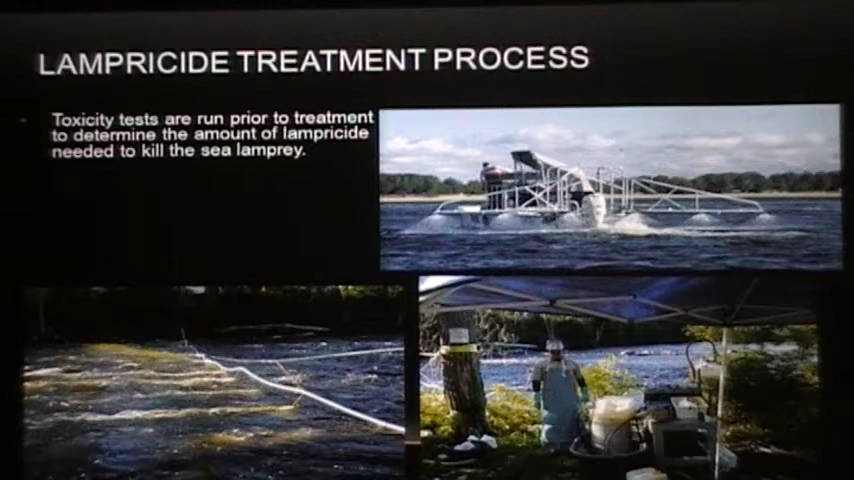 LAMPRICIDE TREATMENT PROCESS
Toxicity tests are run prior to treatment
to determine the amount of lampricide
needed to kill the sea lamprey.